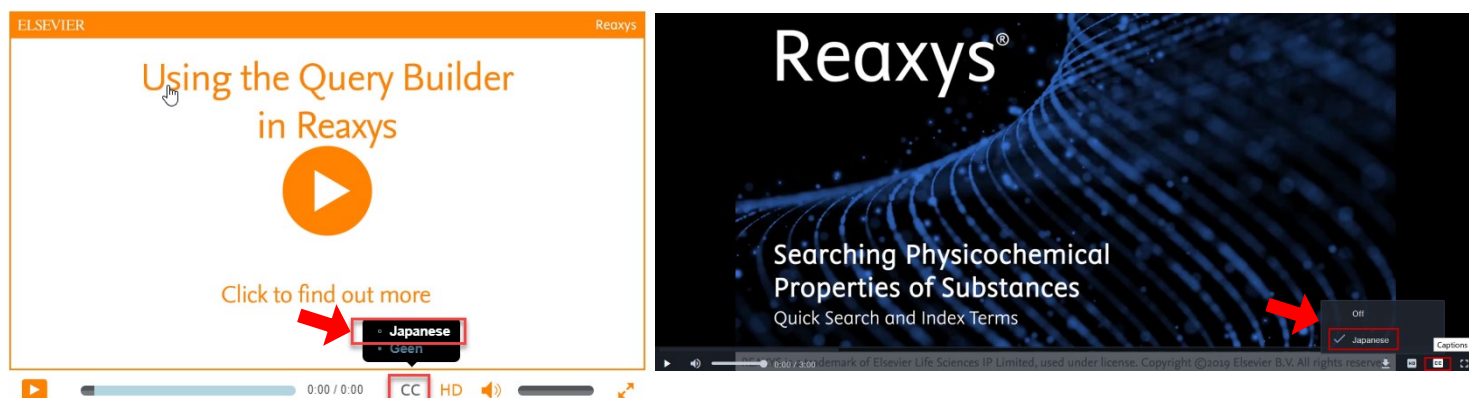 ELSEVIER
Reaxys
Using the Query Builder
in Reaxys
Click to find out more
Japanese
Geen
0:00 / 0:00
CC
HD
Reaxys®
Searching Physicochemical
Properties of Substances
Quick Search and Index Terms
Off
Japanese
Captions
0:00 / 3:00
demark of Elsevier Life Sciences IP Limited, used under license. Copyright ©2019 Elsevier B.V. All rights reserve
HD
CC